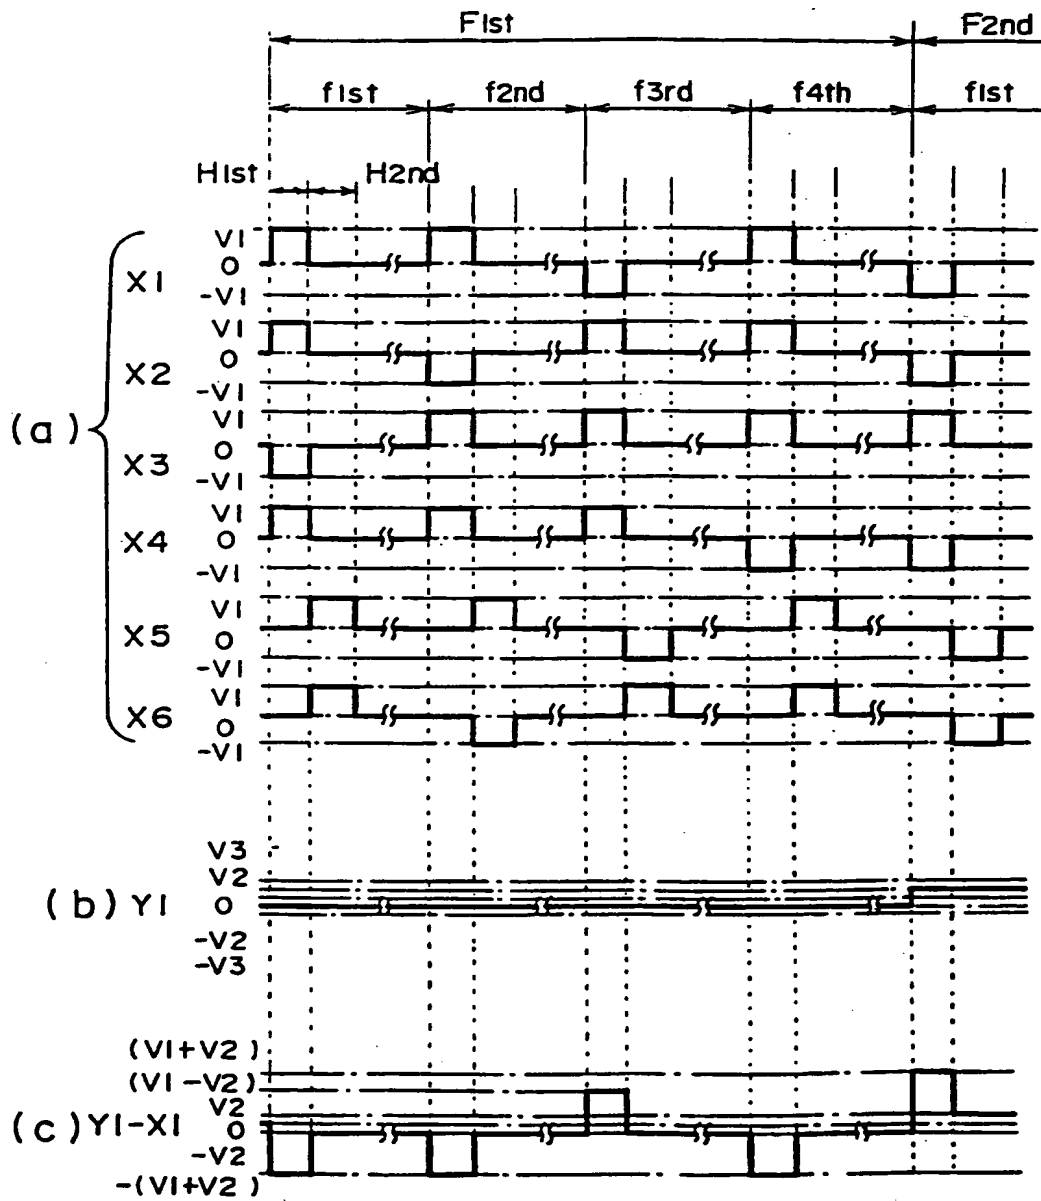 F1st F2nd
f1st f2nd f3rd f4th f1st
H1st H2nd
(a)
X1 V1 0 -V1
X2 V1 0 -V1
X3 V1 0 -V1
X4 V1 0 -V1
X5 V1 0 -V1
X6 V1 0 -V1
(b) Y1
V3
V2
0
-V2
-V3
(c) Y1-X1
(V1+V2)
(V1-V2)
V2
0
-V2
-(V1+V2)